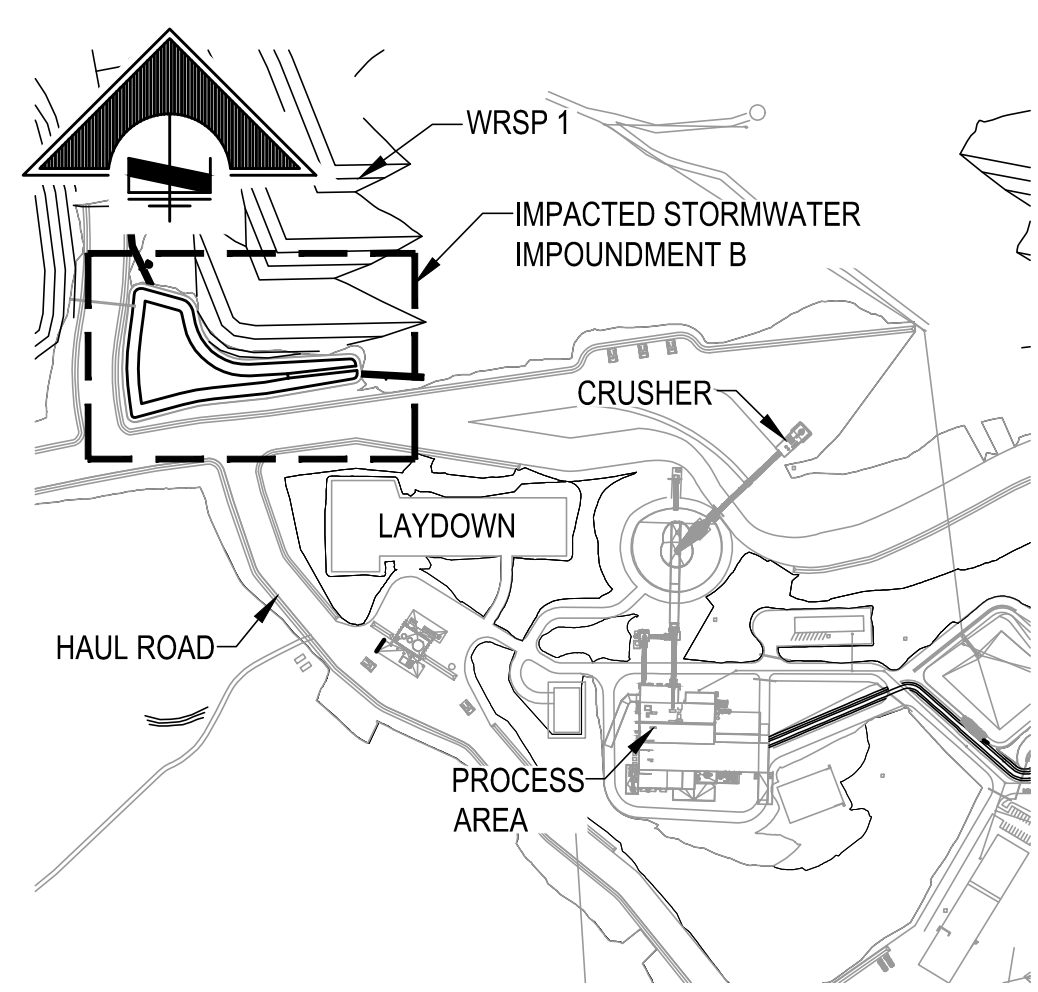 WRSP 1
IMPACTED STORMWATER
IMPOUNDMENT B
CRUSHER
LAYDOWN
HAUL ROAD
PROCESS
AREA